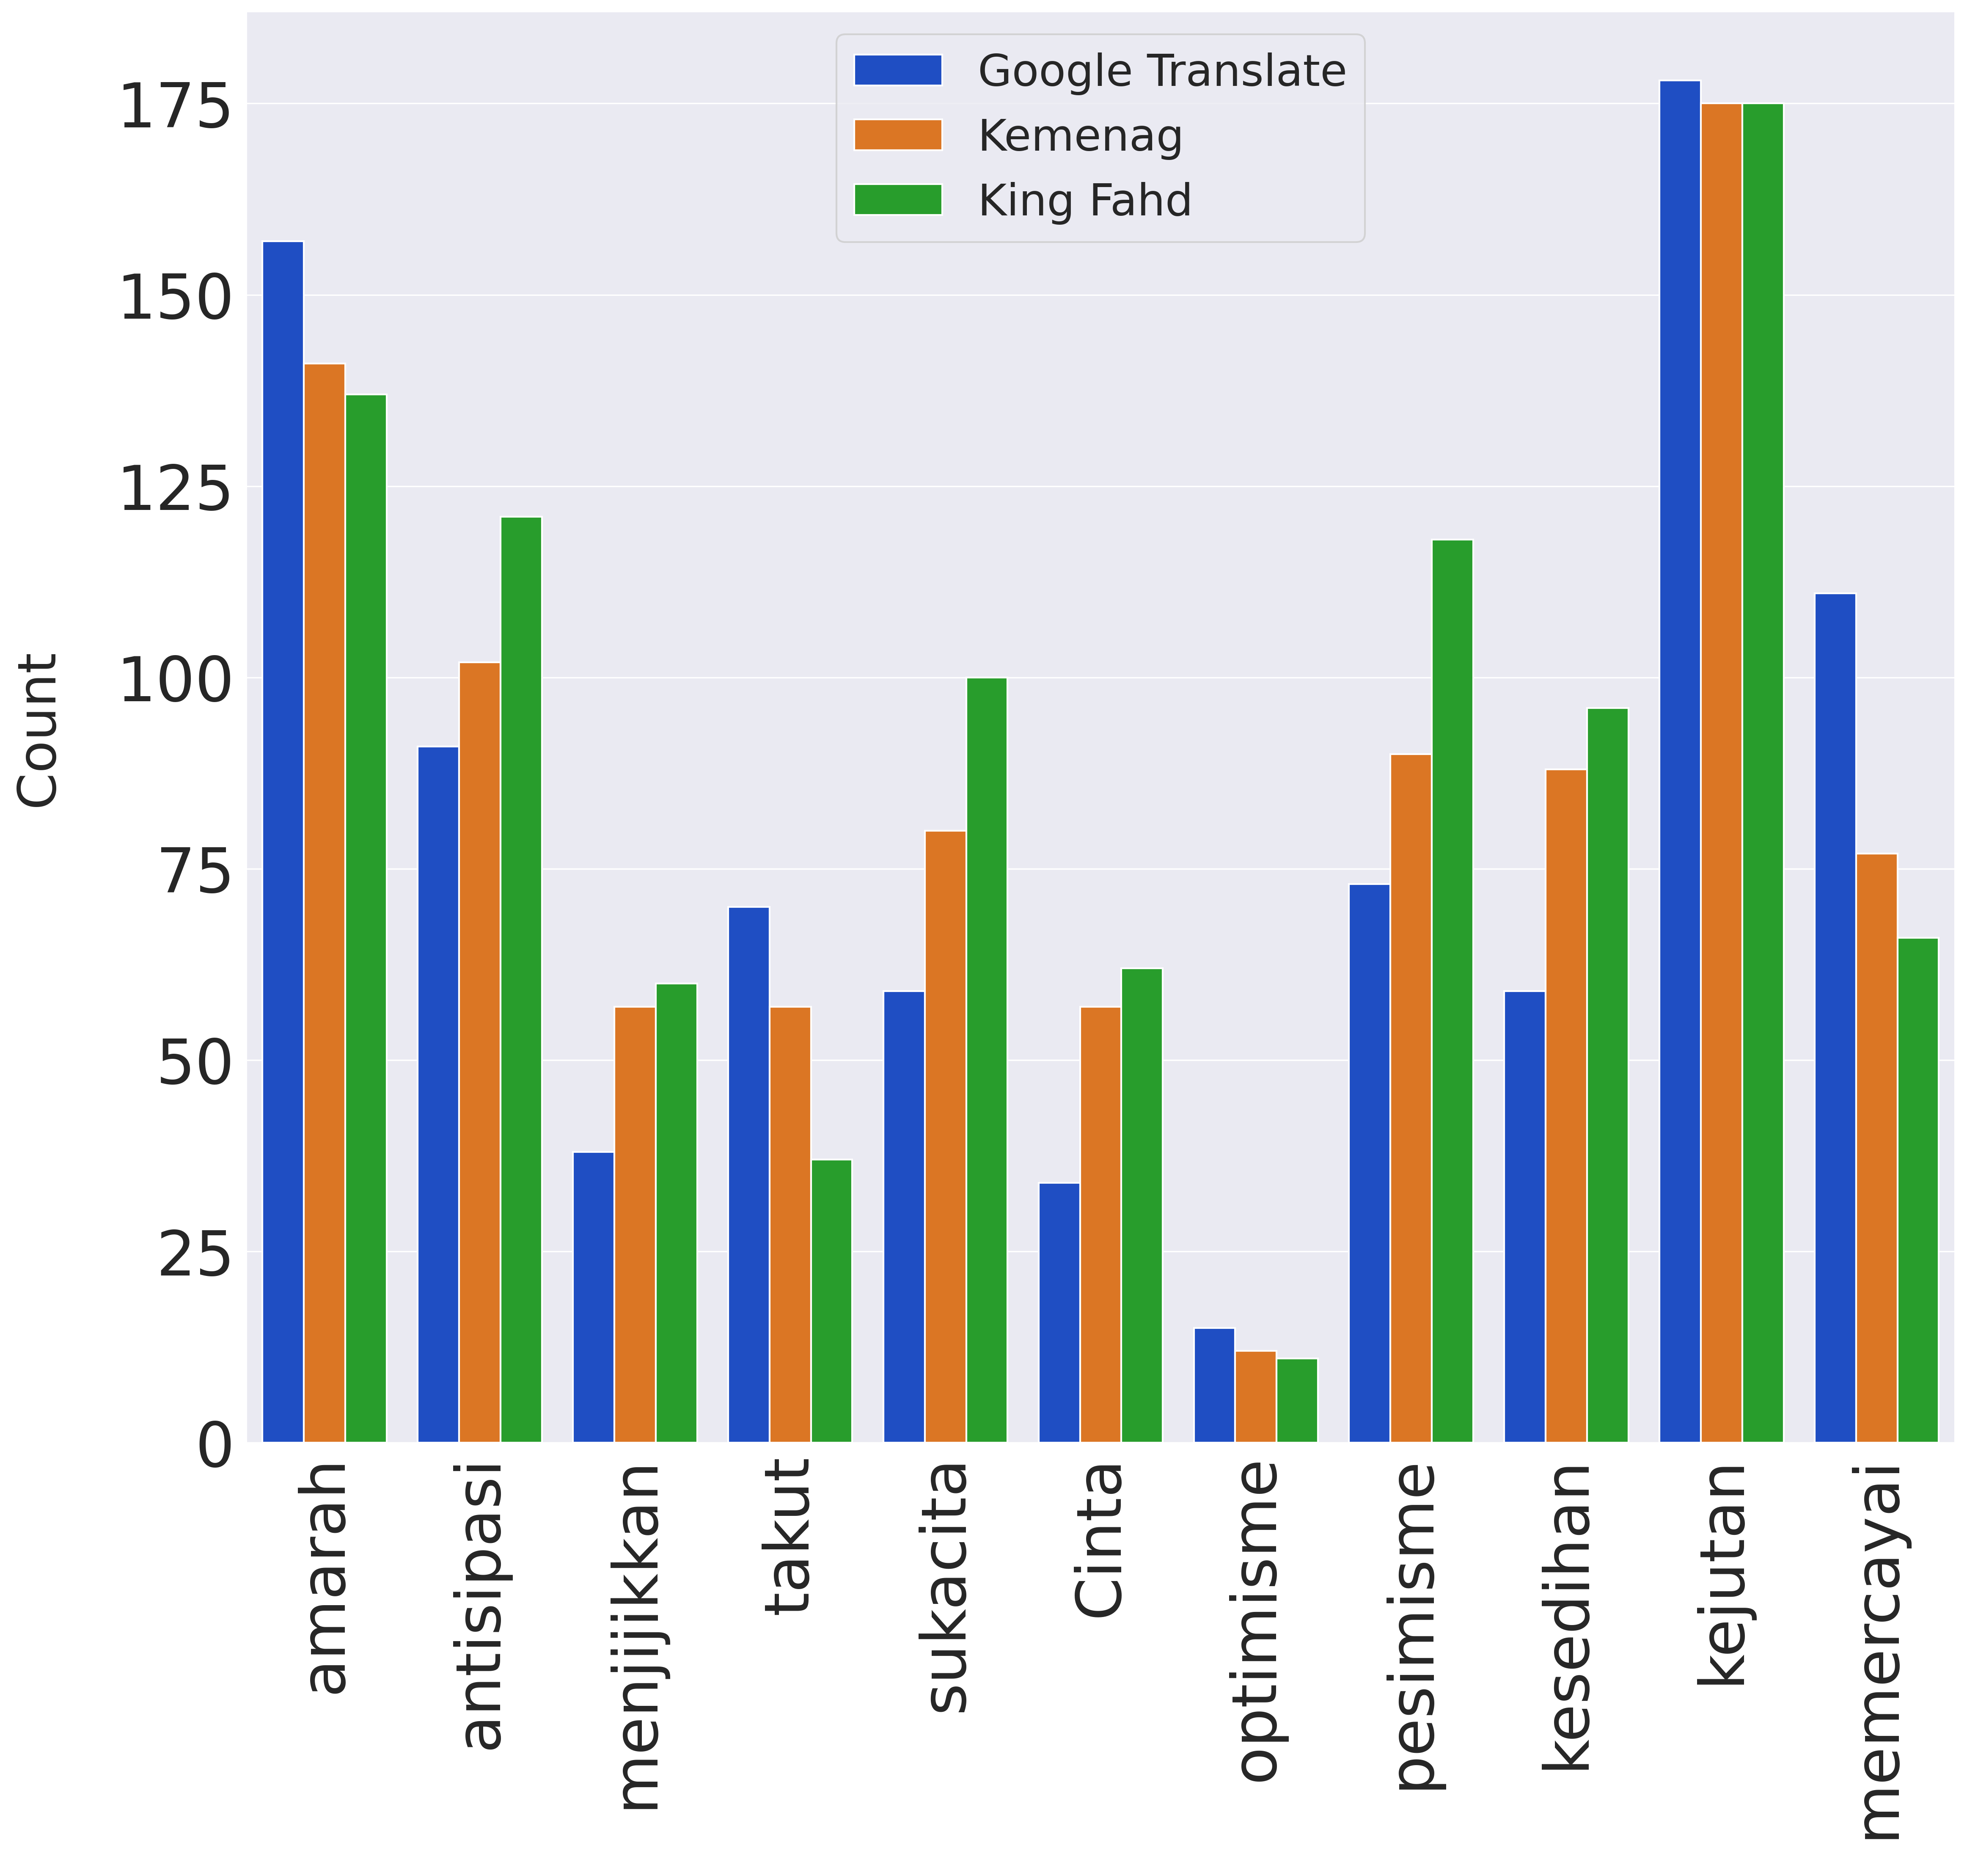 Google Translate
Kemenag
King Fahd
175
150
125
100
75
50
25
0
Count
amarah
antisipasi
menjijikkan
takut
sukacita
Cinta
optimisme
pesimisme
kesedihan
kejutan
memercayai